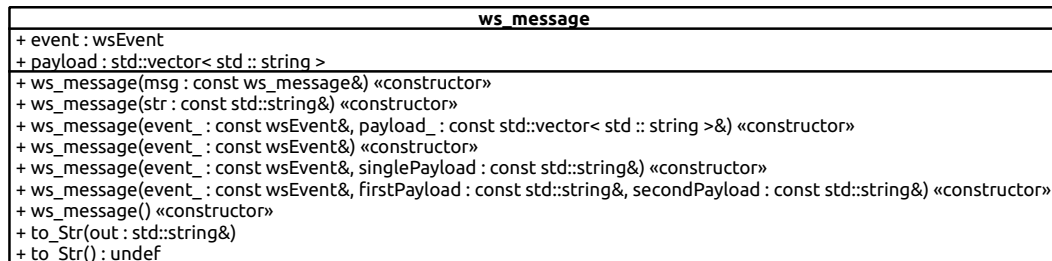 ws_message
+ event : wsEvent
+ payload : std::vector< std :: string >
+ ws_message(msg : const ws_message&) «constructor»
+ ws_message(str : const std::string&) «constructor»
+ ws_message(event_ : const wsEvent&, payload_ : const std::vector< std :: string >&) «constructor»
+ ws_message(event_ : const wsEvent&) «constructor»
+ ws_message(event_ : const wsEvent&, singlePayload : const std::string&) «constructor»
+ ws_message(event_ : const wsEvent&, firstPayload : const std::string&, secondPayload : const std::string&) «constructor»
+ ws_message() «constructor»
+ to_Str(out : std::string&)
+ to_Str() : undef